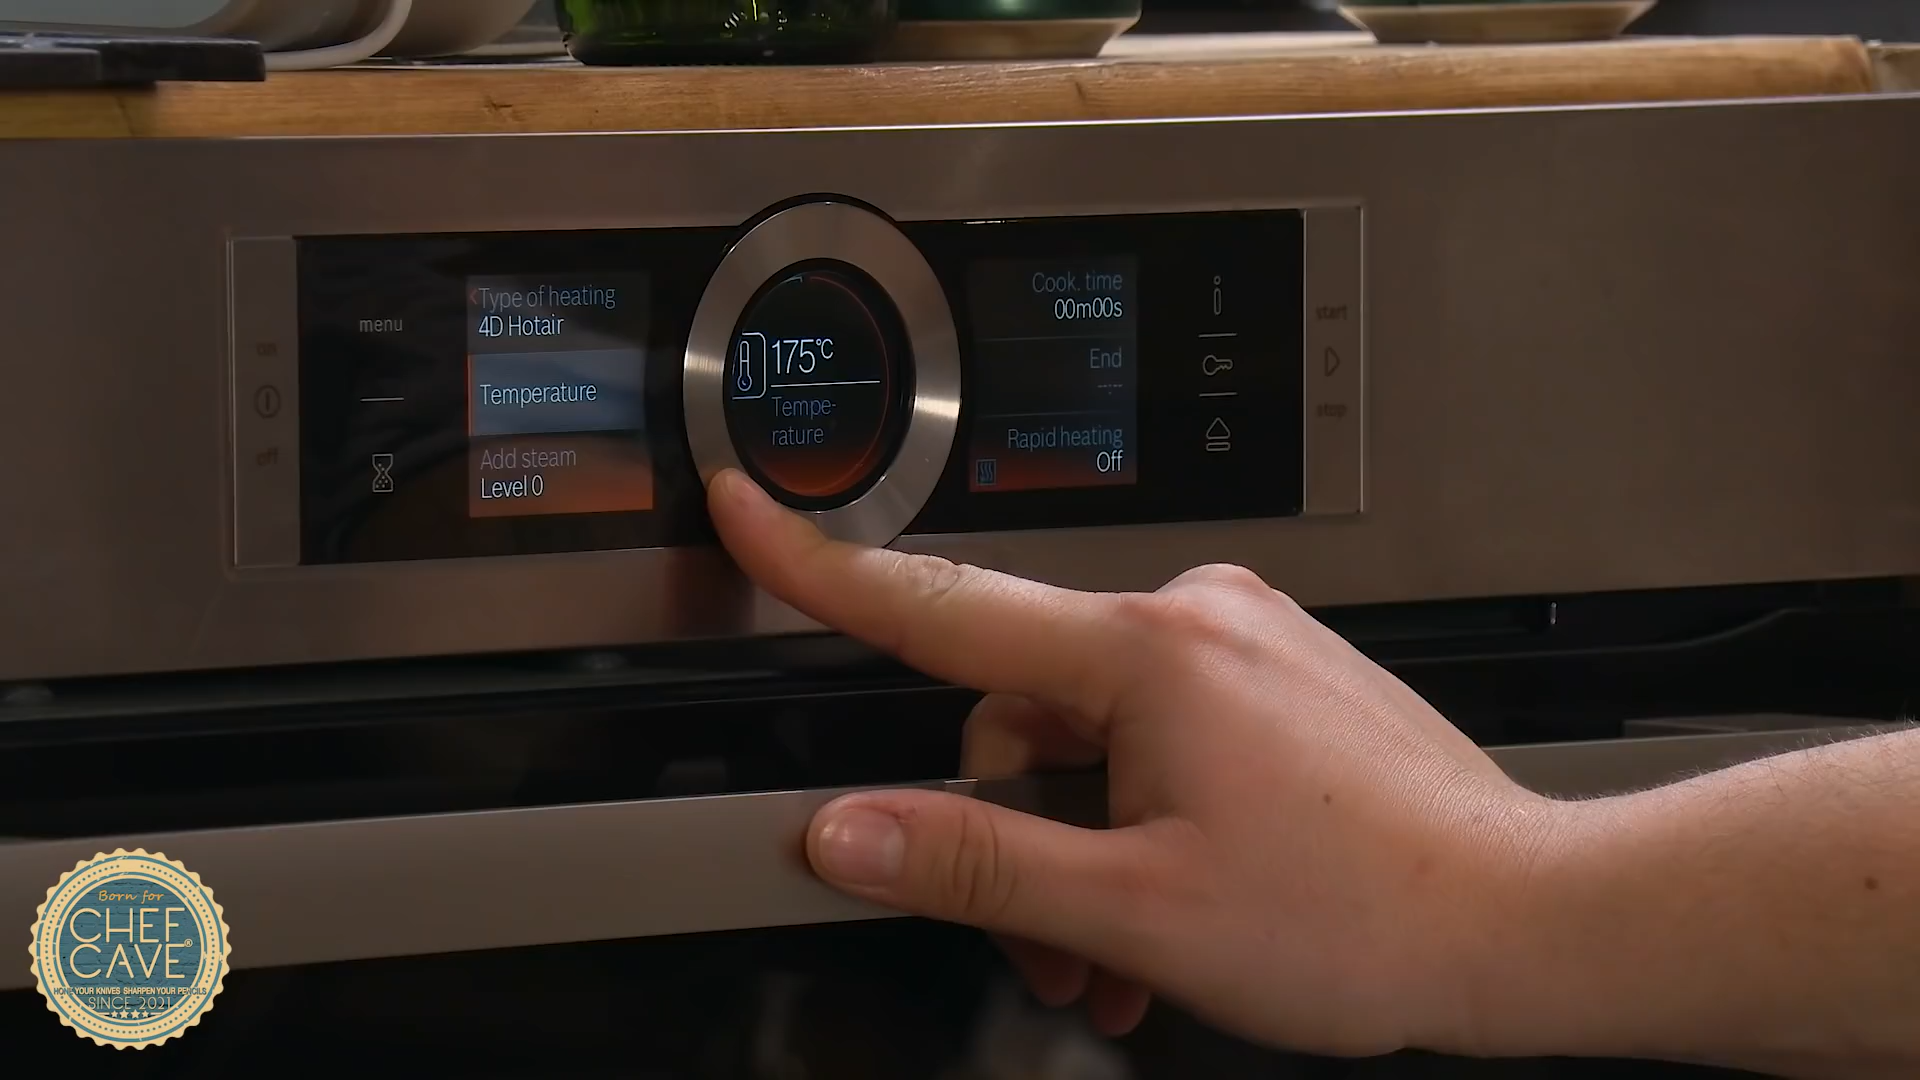 on
off
menu
Type of heating
4D Hotair
Temperature
Add steam
Level 0
175°C
Tempe-
rature
Cook. time
00m00s
End
--:--
Rapid heating
Off
start
stop
Born for
CHEF
CAVE®
HONE YOUR KNIVES SHARPEN YOUR PENCILS
SINCE 2021